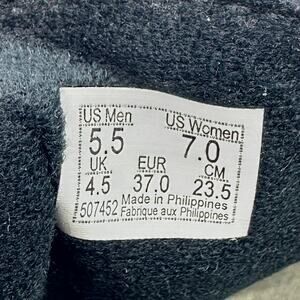 US Men US Women
5.5 7.0
UK EUR CM
4.5 37.0 23.5
507452 Made in Philippines
Fabrique aux Philippines